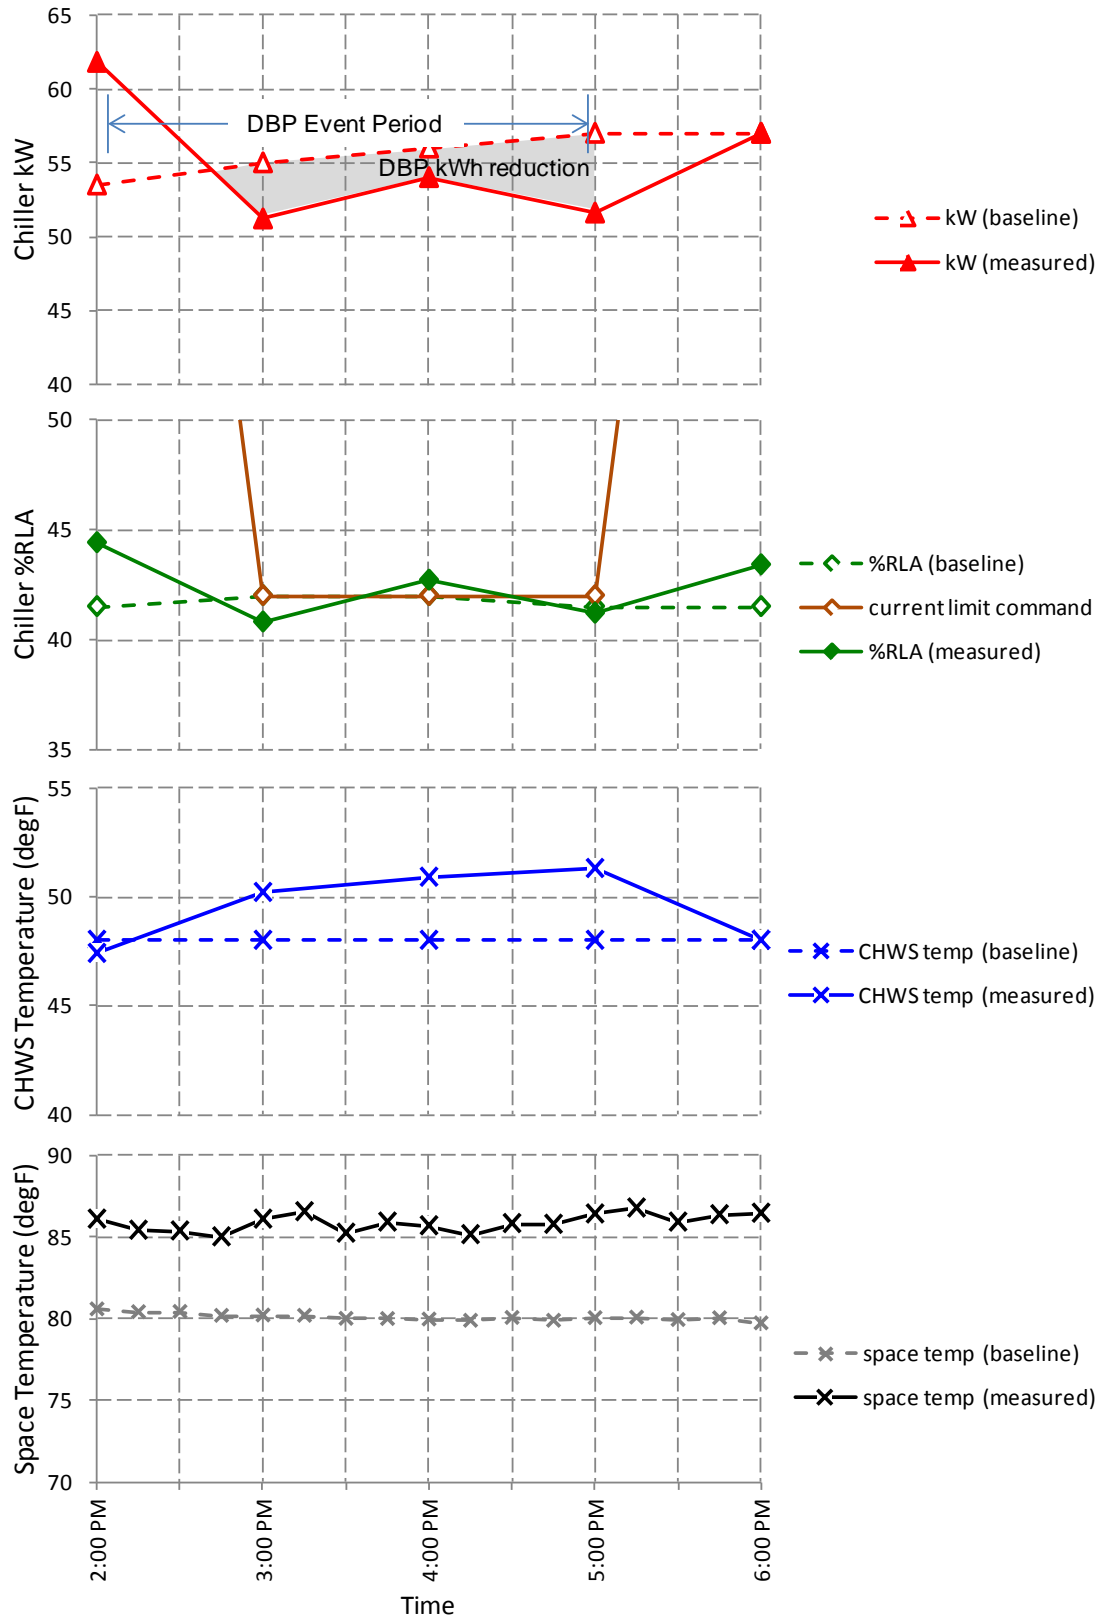 65
60
55
50
45
40
Chiller kW
DBP Event Period
DBP kWh reduction
kW (baseline)
kW (measured)
50
45
40
35
Chiller %RLA
%RLA (baseline)
current limit command
%RLA (measured)
55
50
45
40
CHWS Temperature (degF)
CHWS temp (baseline)
CHWS temp (measured)
90
85
80
75
70
Space Temperature (degF)
space temp (baseline)
space temp (measured)
2:00 PM
3:00 PM
4:00 PM
5:00 PM
6:00 PM
Time